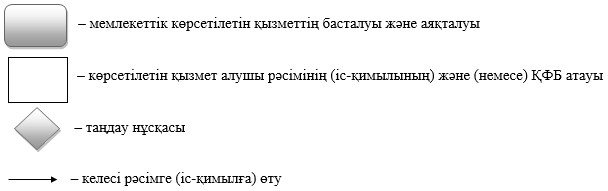 – мемлекеттік көрсетілетін қызметтің басталуы және аяқталуы
– көрсетілетін қызмет алушы рәсімінің (іс-қимылының) және (немесе) ҚФБ атауы
– таңдау нұсқасы
– келесі рәсімге (іс-қимылға) өту